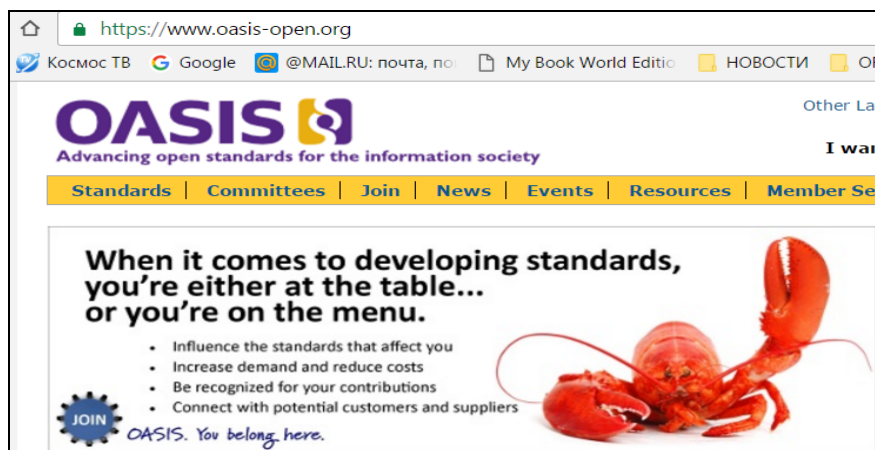 https://www.oasis-open.org
Космос ТВ Google @MAIL.RU: почта, по My Book World Editio НОВОСТИ
OASIS Other La
Advancing open standards for the information society I wan
Standards | Committees | Join | News | Events | Resources | Member Se
When it comes to developing standards,
you're either at the table...
or you're on the menu.
• Influence the standards that affect you
• Increase demand and reduce costs
• Be recognized for your contributions
• Connect with potential customers and suppliers
JOIN OASIS. You belong here.